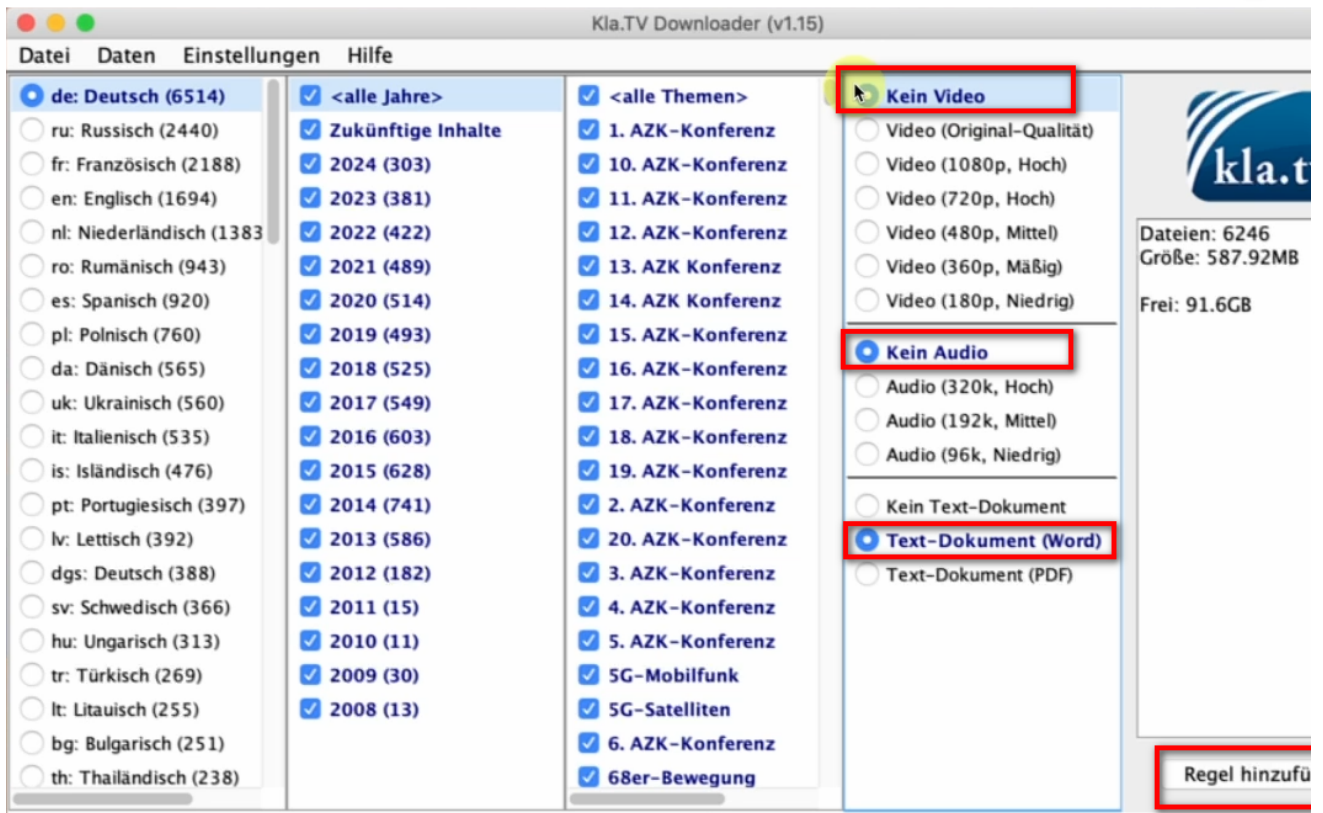 Kla.TV Downloader (v1.15)
Datei Daten Einstellungen Hilfe
de: Deutsch (6514)
ru: Russisch (2440)
fr: Französisch (2188)
en: Englisch (1694)
nl: Niederländisch (1383
ro: Rumänisch (943)
es: Spanisch (920)
pl: Polnisch (760)
da: Dänisch (565)
uk: Ukrainisch (560)
it: Italienisch (535)
is: Isländisch (476)
pt: Portugiesisch (397)
lv: Lettisch (392)
dgs: Deutsch (388)
sv: Schwedisch (366)
hu: Ungarisch (313)
tr: Türkisch (269)
lt: Litauisch (255)
bg: Bulgarisch (251)
th: Thailändisch (238)
<alle Jahre>
Zukünftige Inhalte
2024 (303)
2023 (381)
2022 (422)
2021 (489)
2020 (514)
2019 (493)
2018 (525)
2017 (549)
2016 (603)
2015 (628)
2014 (741)
2013 (586)
2012 (182)
2011 (15)
2010 (11)
2009 (30)
2008 (13)
<alle Themen>
1. AZK-Konferenz
10. AZK-Konferenz
11. AZK-Konferenz
12. AZK-Konferenz
13. AZK Konferenz
14. AZK Konferenz
15. AZK-Konferenz
16. AZK-Konferenz
17. AZK-Konferenz
18. AZK-Konferenz
19. AZK-Konferenz
2. AZK-Konferenz
20. AZK-Konferenz
3. AZK-Konferenz
4. AZK-Konferenz
5. AZK-Konferenz
5G-Mobilfunk
5G-Satelliten
6. AZK-Konferenz
68er-Bewegung
Kein Video
Video (Original-Qualität)
Video (1080p, Hoch)
Video (720p, Hoch)
Video (480p, Mittel)
Video (360p, Mäßig)
Video (180p, Niedrig)
Kein Audio
Audio (320k, Hoch)
Audio (192k, Mittel)
Audio (96k, Niedrig)
Kein Text-Dokument
Text-Dokument (Word)
Text-Dokument (PDF)
kla.t
Dateien: 6246
Größe: 587.92MB
Frei: 91.6GB
Regel hinzufü